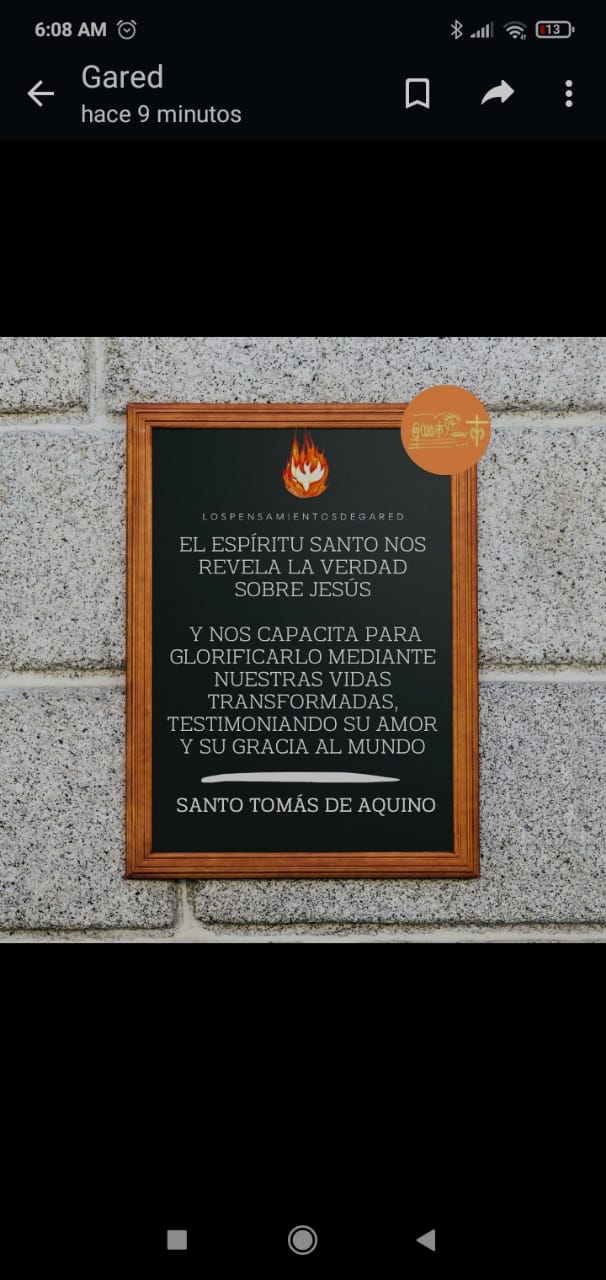 6:08 AM
13
Gared
hace 9 minutos
LOSPENSAMIENTOSDEGARED
EL ESPÍRITU SANTO NOS
REVELA LA VERDAD
SOBRE JESÚS
Y NOS CAPACITA PARA
GLORIFICARLO MEDIANTE
NUESTRAS VIDAS
TRANSFORMADAS,
TESTIMONIANDO SU AMOR
Y SU GRACIA AL MUNDO
SANTO TOMÁS DE AQUINO